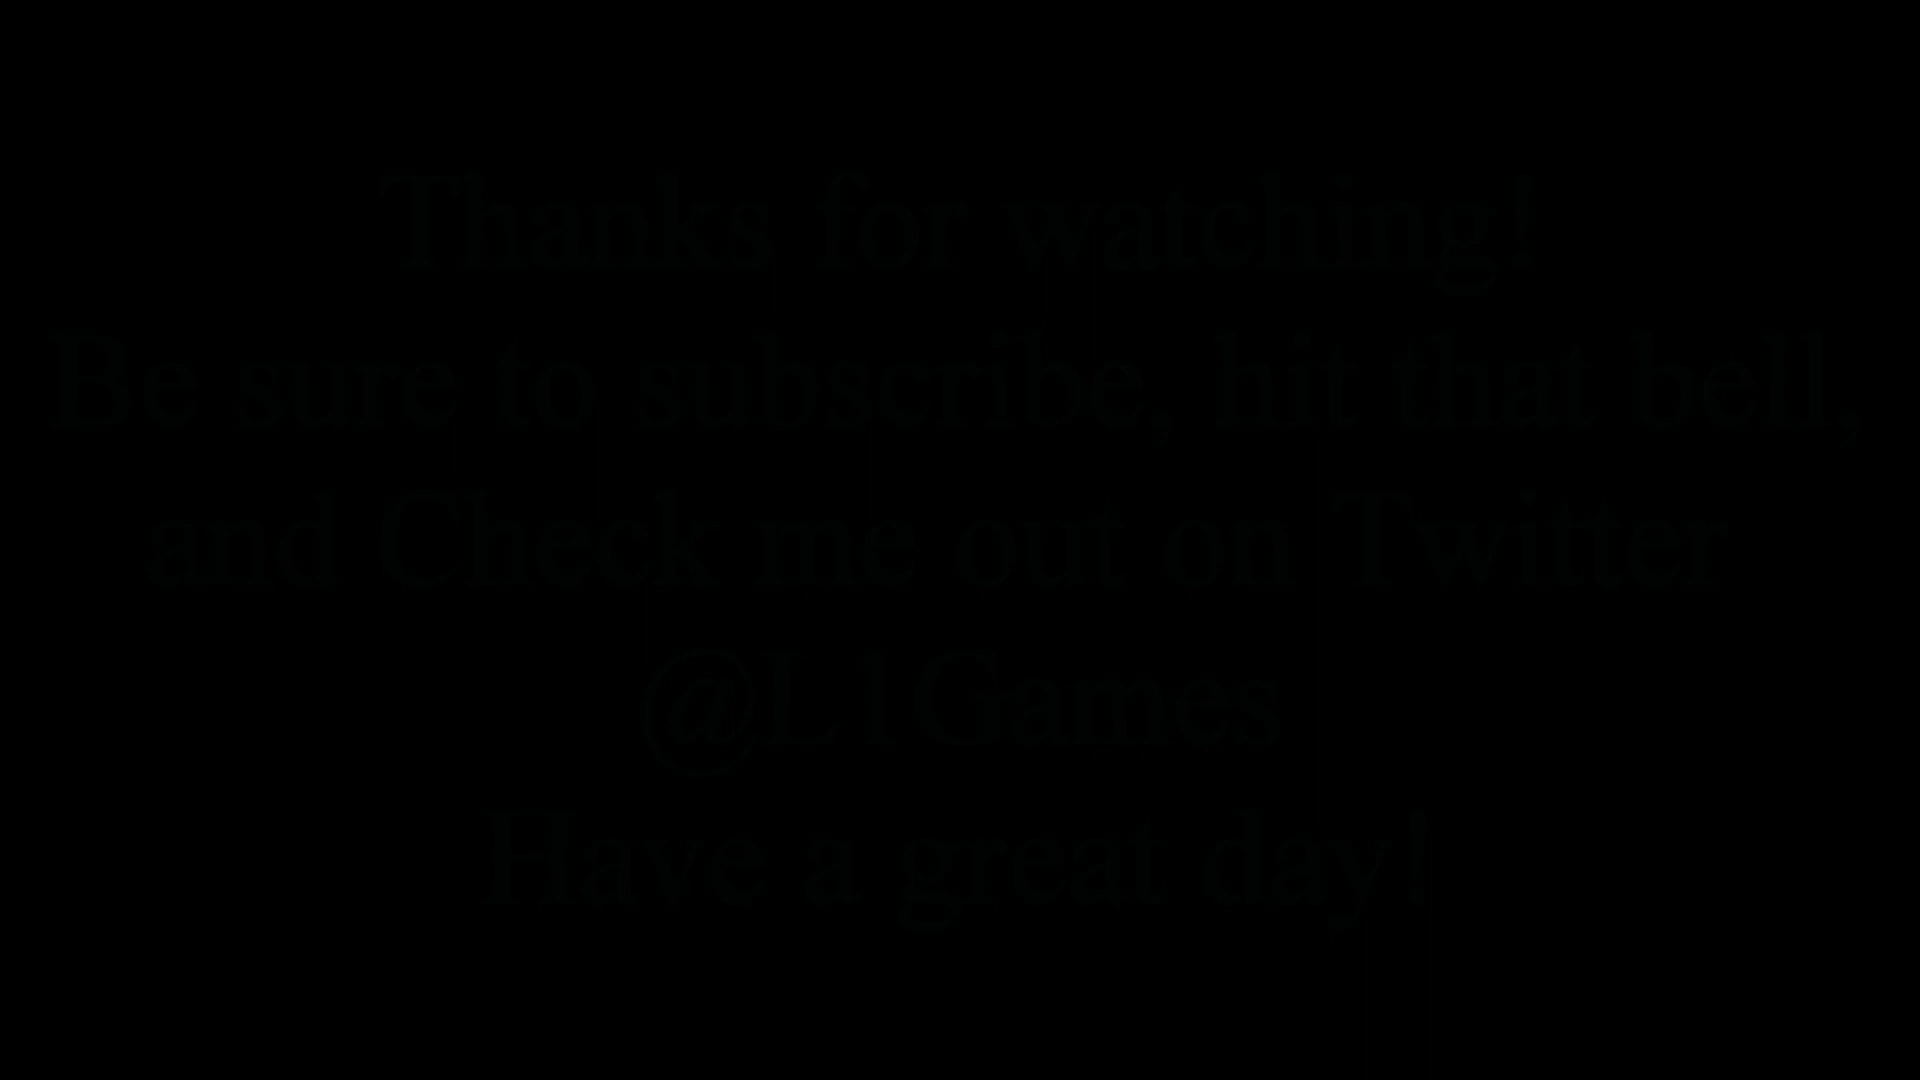 Thanks for watching!
Be sure to subscribe, hit that bell,
and Check me out on Twitter
@L1Games
Have a great day!